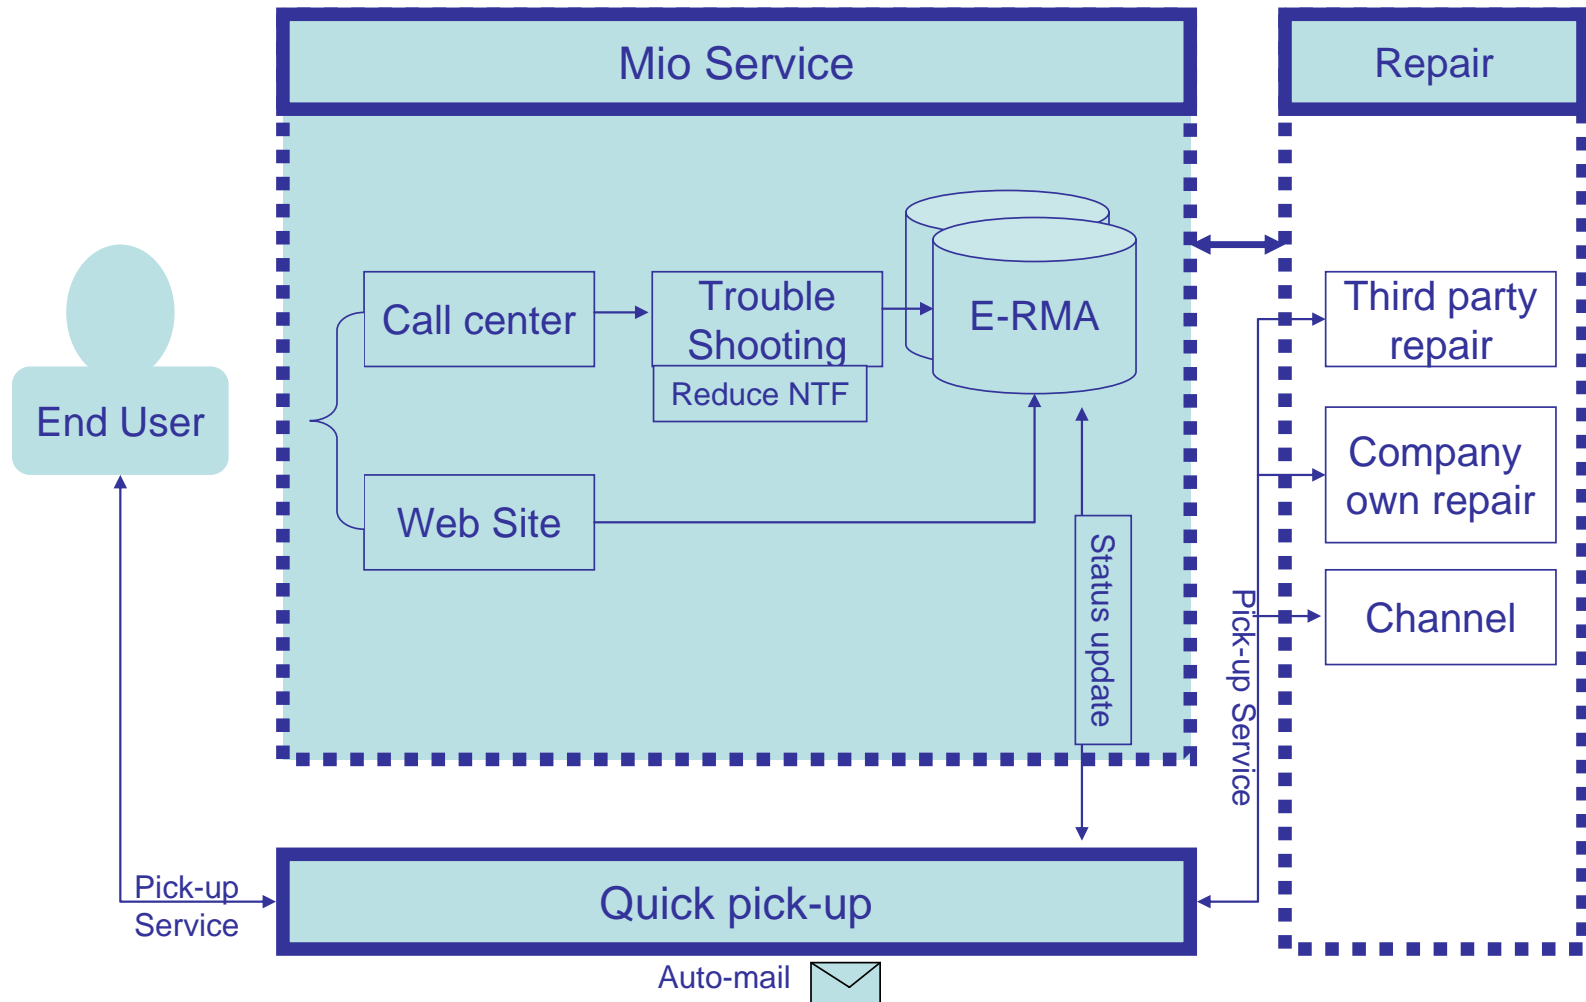 Mio Service
Repair
End User
Call center
Trouble
Shooting
Reduce NTF
E-RMA
Web Site
Status update
Pick-up Service
Third party
repair
Company
own repair
Channel
Pick-up
Service
Quick pick-up
Auto-mail